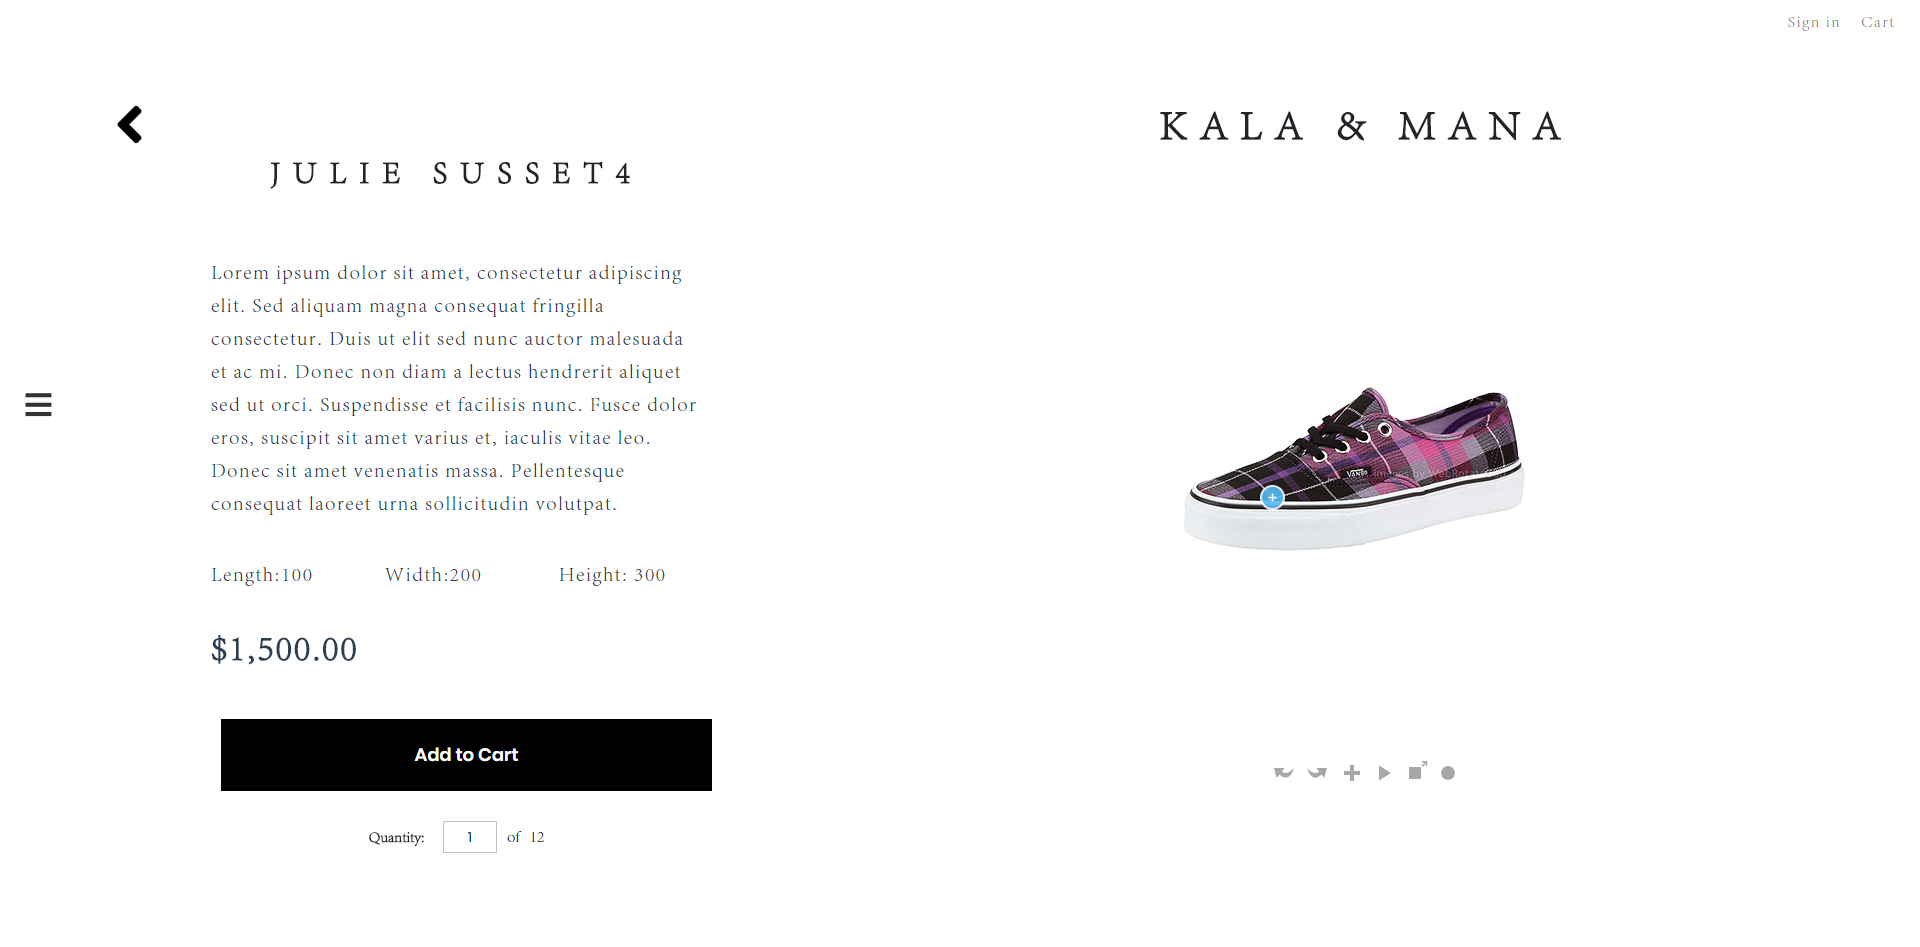 Sign in Cart
KALA & MANA
JULIE SUSSET4
Lorem ipsum dolor sit amet, consectetur adipiscing
elit. Sed aliquam magna consequat fringilla
consectetur. Duis ut elit sed nunc auctor malesuada
et ac mi. Donec non diam a lectus hendrerit aliquet
sed ut orci. Suspendisse et facilisis nunc. Fusce dolor
eros, suscipit sit amet varius et, iaculis vitae leo.
Donec sit amet venenatis massa. Pellentesque
consequat laoreet urna sollicitudin volutpat.
Length:100 Width:200 Height: 300
$1,500.00
Add to Cart
Quantity: 1 of 12
VANS
by